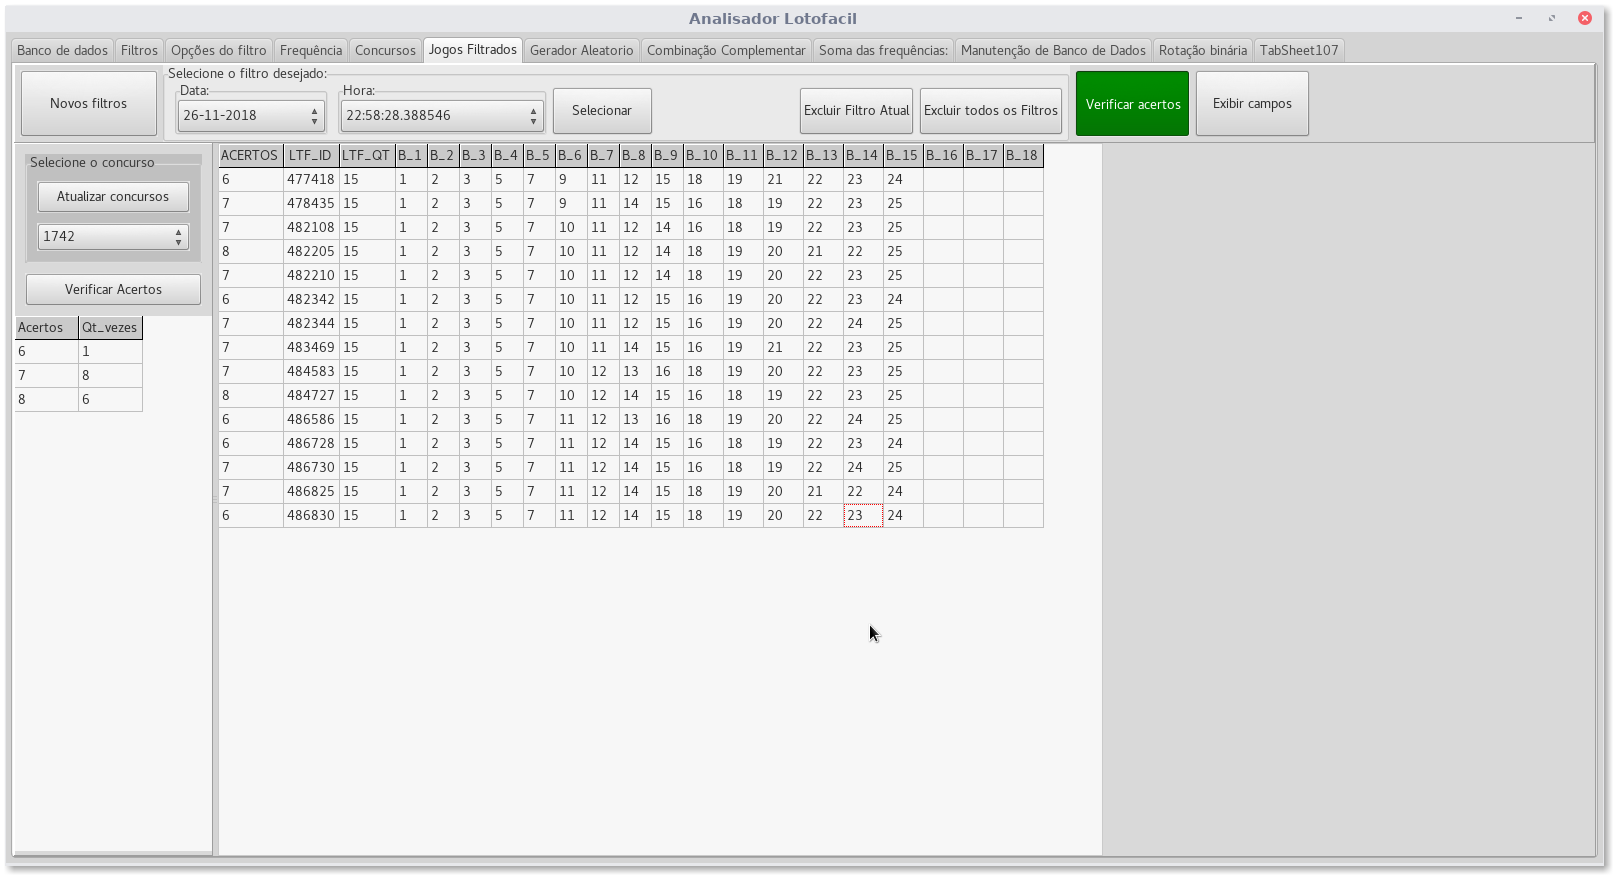 Analisador Lotofacil
Banco de dados Filtros Opções do filtro Frequência Concursos Jogos Filtrados Gerador Aleatorio Combinação Complementar Soma das frequências: Manutenção de Banco de Dados Rotação binária TabSheet107
Novos filtros
Selecione o filtro desejado:
Data:
26-11-2018
Hora:
22:58:28.388546
Selecionar
Excluir Filtro Atual
Excluir todos os Filtros
Verificar acertos
Exibir campos
Selecione o concurso
Atualizar concursos
1742
Verificar Acertos
Acertos Qt_vezes
6 1
7 8
8 6
ACERTOS LTF_ID LTF_QT B_1 B_2 B_3 B_4 B_5 B_6 B_7 B_8 B_9 B_10 B_11 B_12 B_13 B_14 B_15 B_16 B_17 B_18
6 477418 15 1 2 3 5 7 9 11 12 15 18 19 21 22 23 24
7 478435 15 1 2 3 5 7 9 11 14 15 16 18 19 22 23 25
7 482108 15 1 2 3 5 7 10 11 12 14 16 18 19 22 23 25
8 482205 15 1 2 3 5 7 10 11 12 14 18 19 20 21 22 25
7 482210 15 1 2 3 5 7 10 11 12 14 18 19 20 22 23 25
6 482342 15 1 2 3 5 7 10 11 12 15 16 19 20 22 23 24
7 482344 15 1 2 3 5 7 10 11 12 15 16 19 20 22 24 25
7 483469 15 1 2 3 5 7 10 11 14 15 16 19 21 22 23 25
7 484583 15 1 2 3 5 7 10 12 13 16 18 19 20 22 23 25
8 484727 15 1 2 3 5 7 10 12 14 15 16 18 19 22 23 25
6 486586 15 1 2 3 5 7 11 12 13 16 18 19 20 22 24 25
6 486728 15 1 2 3 5 7 11 12 14 15 16 18 19 22 23 24
7 486730 15 1 2 3 5 7 11 12 14 15 16 18 19 22 24 25
7 486825 15 1 2 3 5 7 11 12 14 15 18 19 20 21 22 24
6 486830 15 1 2 3 5 7 11 12 14 15 18 19 20 22 23 24